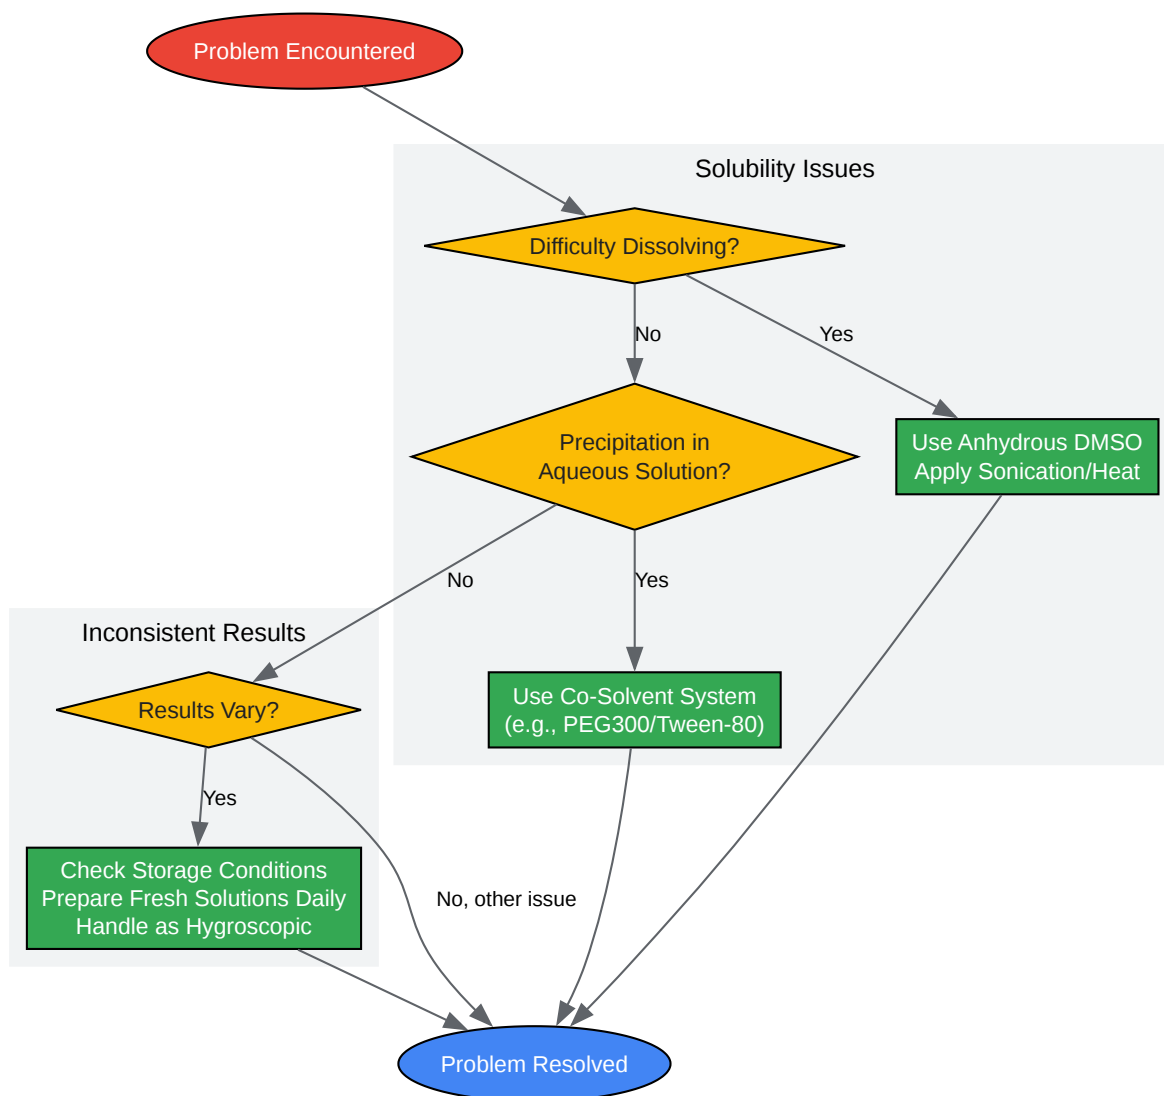 Problem Encountered
Solubility Issues
Difficulty Dissolving?
No
Yes
Precipitation in
Aqueous Solution?
Use Anhydrous DMSO
Apply Sonication/Heat
No
Yes
Inconsistent Results
Results Vary?
Use Co-Solvent System
(e.g., PEG300/Tween-80)
Yes
Check Storage Conditions
Prepare Fresh Solutions Daily
Handle as Hygroscopic
No, other issue
Problem Resolved